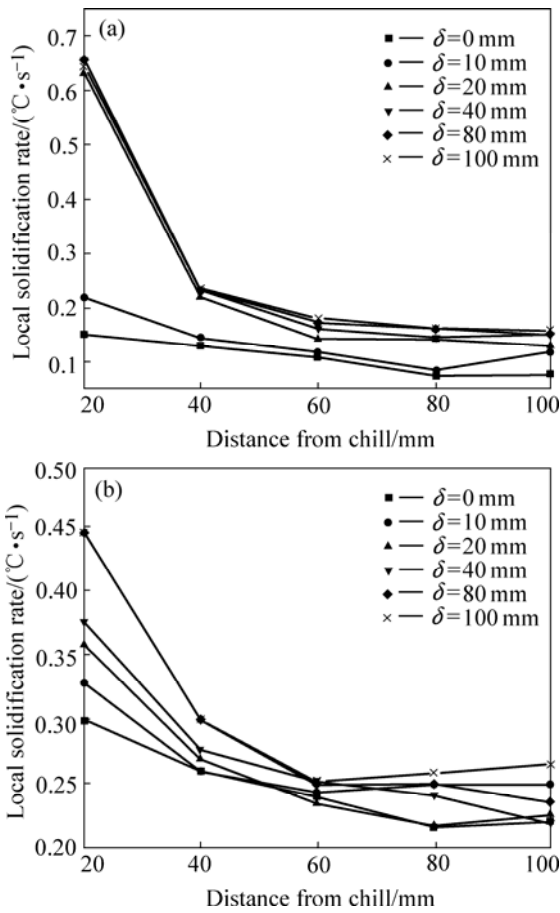 (a)
δ=0 mm
δ=10 mm
δ=20 mm
δ=40 mm
δ=80 mm
δ=100 mm
Local solidification rate/(℃•s⁻¹)
0.7
0.6
0.5
0.4
0.3
0.2
0.1
20 40 60 80 100
Distance from chill/mm
(b)
δ=0 mm
δ=10 mm
δ=20 mm
δ=40 mm
δ=80 mm
δ=100 mm
Local solidification rate/(℃•s⁻¹)
0.50
0.45
0.40
0.35
0.30
0.25
0.20
20 40 60 80 100
Distance from chill/mm